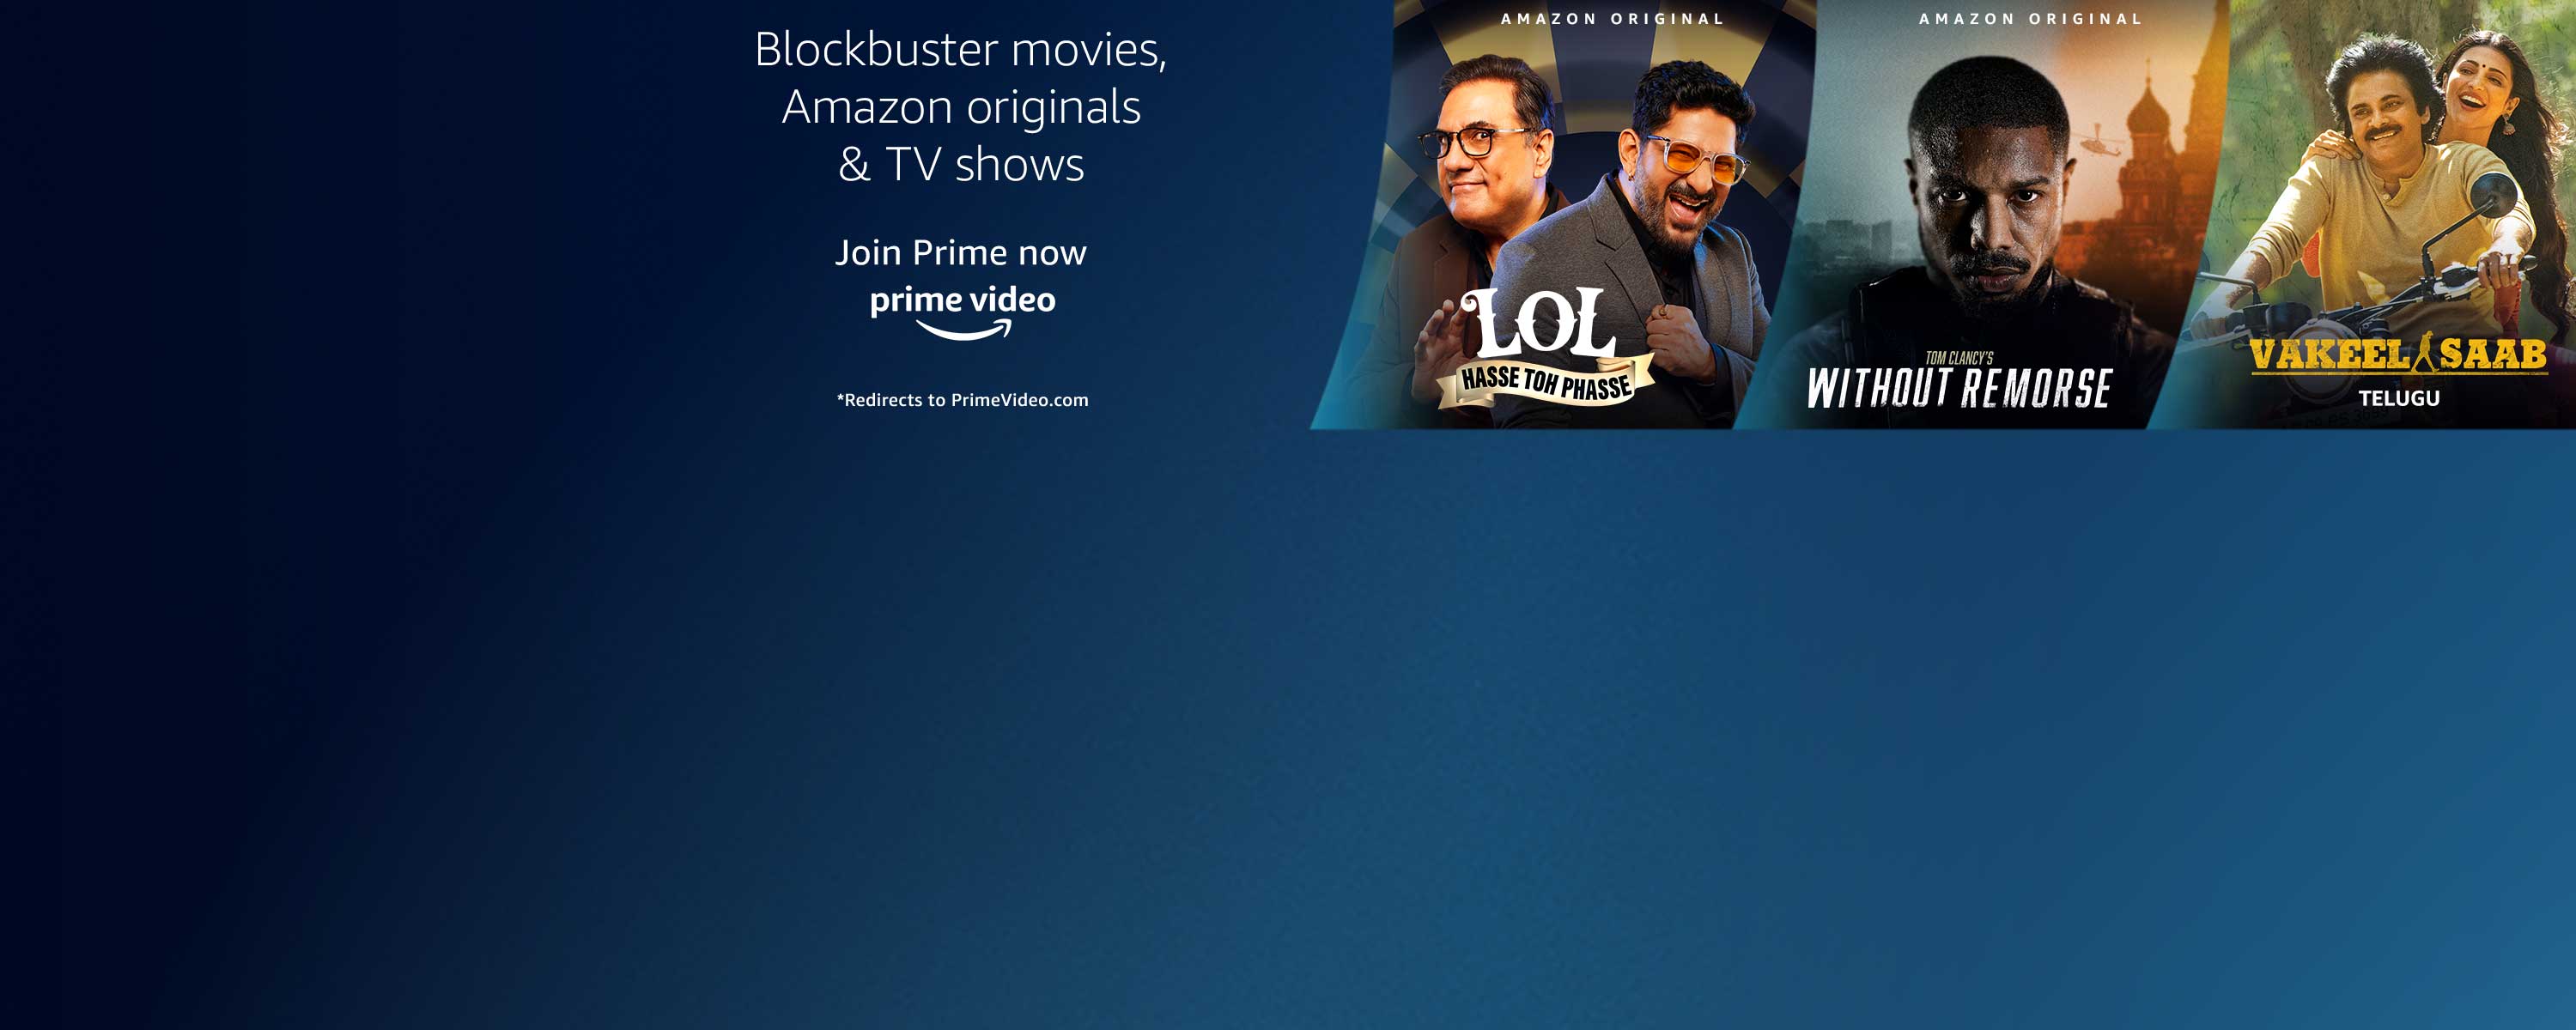 Blockbuster movies,
Amazon originals
& TV shows
Join Prime now
prime video
*Redirects to PrimeVideo.com
AMAZON ORIGINAL
LOL
HASSE TOH PHASSE
AMAZON ORIGINAL
TOM CLANCY'S
WITHOUT REMORSE
VAKEEL SAAB
TELUGU